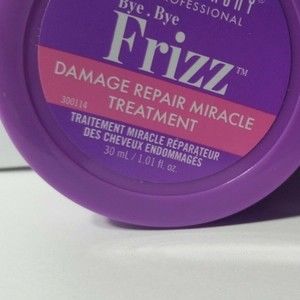 PROFESSIONAL
Bye . Bye
Frizz™
DAMAGE REPAIR MIRACLE
TREATMENT
300114
TRAITEMENT MIRACLE RÉPARATEUR
DES CHEVEUX ENDOMMAGÉS
30 mL / 1.01 fl. oz.